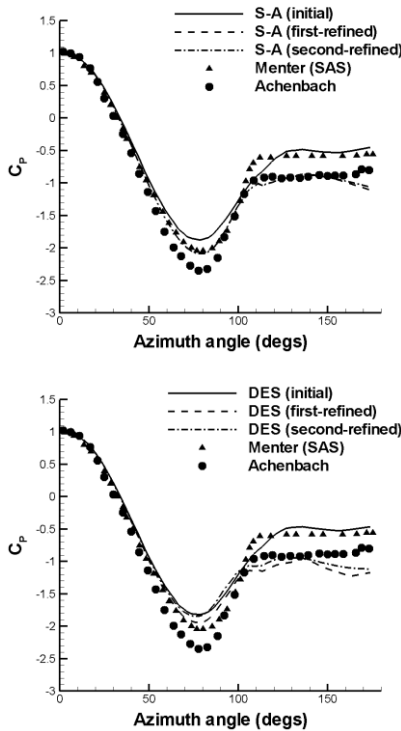 S-A (initial)
S-A (first-refined)
S-A (second-refined)
Menter (SAS)
Achenbach
1.5
1
0.5
0
-0.5
-1
-1.5
-2
-2.5
-3
CP
0 50 100 150
Azimuth angle (degs)
DES (initial)
DES (first-refined)
DES (second-refined)
Menter (SAS)
Achenbach
1.5
1
0.5
0
-0.5
-1
-1.5
-2
-2.5
-3
CP
0 50 100 150
Azimuth angle (degs)